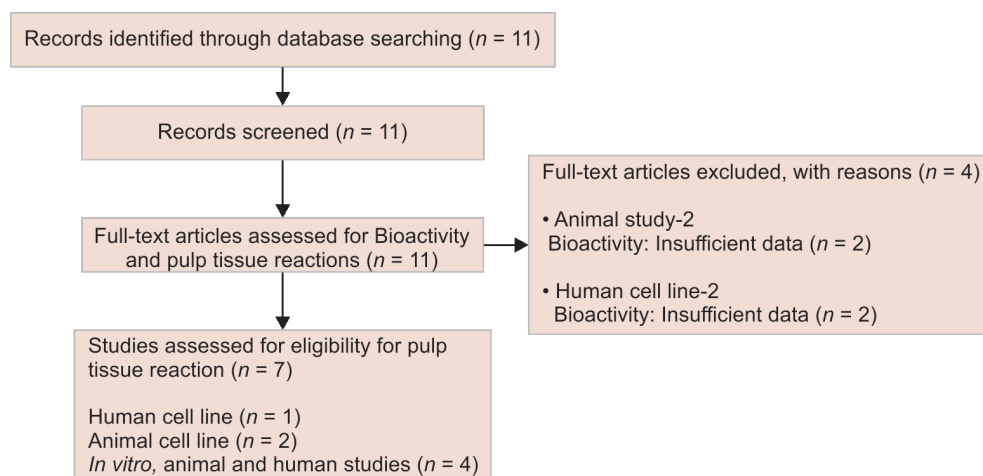 Records identified through database searching (n = 11)
Records screened (n = 11)
Full-text articles assessed for Bioactivity
and pulp tissue reactions (n = 11)
Full-text articles excluded, with reasons (n = 4)
• Animal study-2
Bioactivity: Insufficient data (n = 2)
• Human cell line-2
Bioactivity: Insufficient data (n = 2)
Studies assessed for eligibility for pulp
tissue reaction (n = 7)
Human cell line (n = 1)
Animal cell line (n = 2)
In vitro, animal and human studies (n = 4)